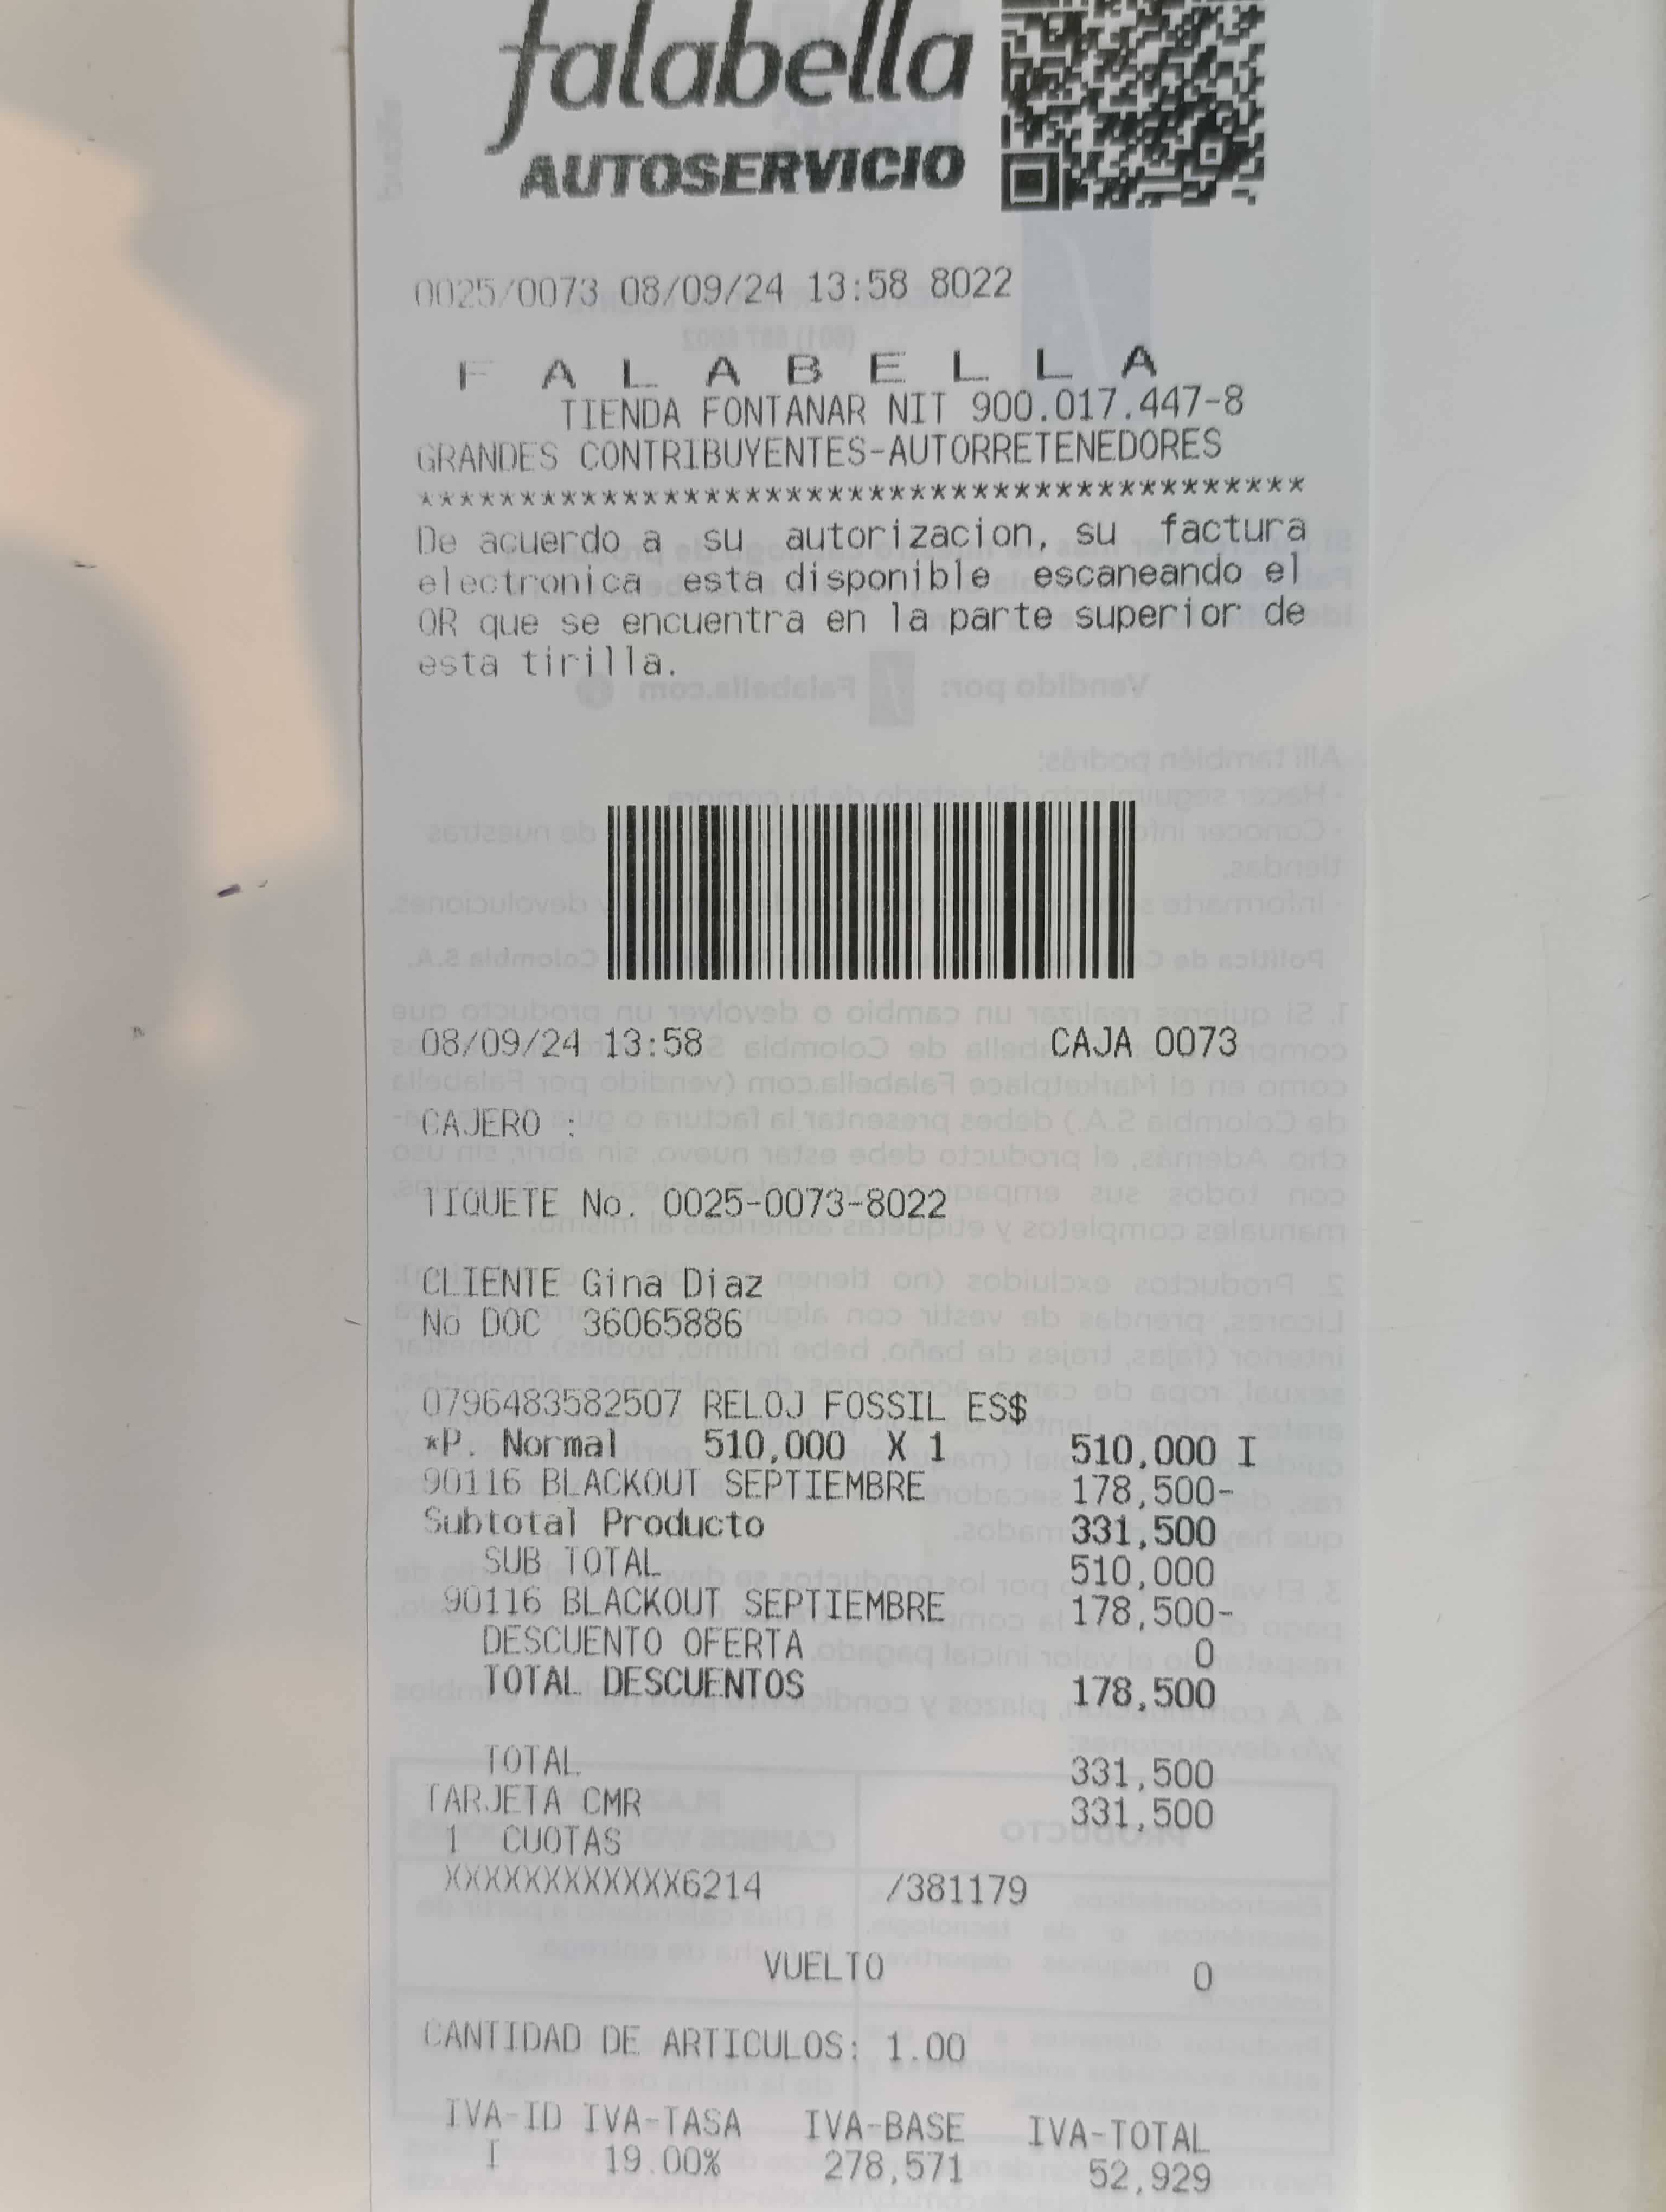 falabella
AUTOSERVICIO
0025/0073 08/09/24 13:58 8022
F A L A B E L L A
TIENDA FONTANAR NIT 900.017.447-8
GRANDES CONTRIBUYENTES-AUTORRETENEDORES
********************************************
De acuerdo a su autorizacion, su factura
electronica esta disponible escaneando el
QR que se encuentra en la parte superior de
esta tirilla.
08/09/24 13:58 CAJA 0073
CAJERO :
TIQUETE No. 0025-0073-8022
CLIENTE Gina Diaz
No DOC 36065886
0796483582507 RELOJ FOSSIL ES$
*P. Normal 510,000 X 1 510,000 I
90116 BLACKOUT SEPTIEMBRE 178,500-
Subtotal Producto 331,500
SUB TOTAL 510,000
90116 BLACKOUT SEPTIEMBRE 178,500-
DESCUENTO OFERTA 0
TOTAL DESCUENTOS 178,500
TOTAL 331,500
TARJETA CMR 331,500
1 CUOTAS
XXXXXXXXXXXX6214 /381179
VUELTO 0
CANTIDAD DE ARTICULOS: 1.00
IVA-ID IVA-TASA IVA-BASE IVA-TOTAL
I 19.00% 278,571 52,929